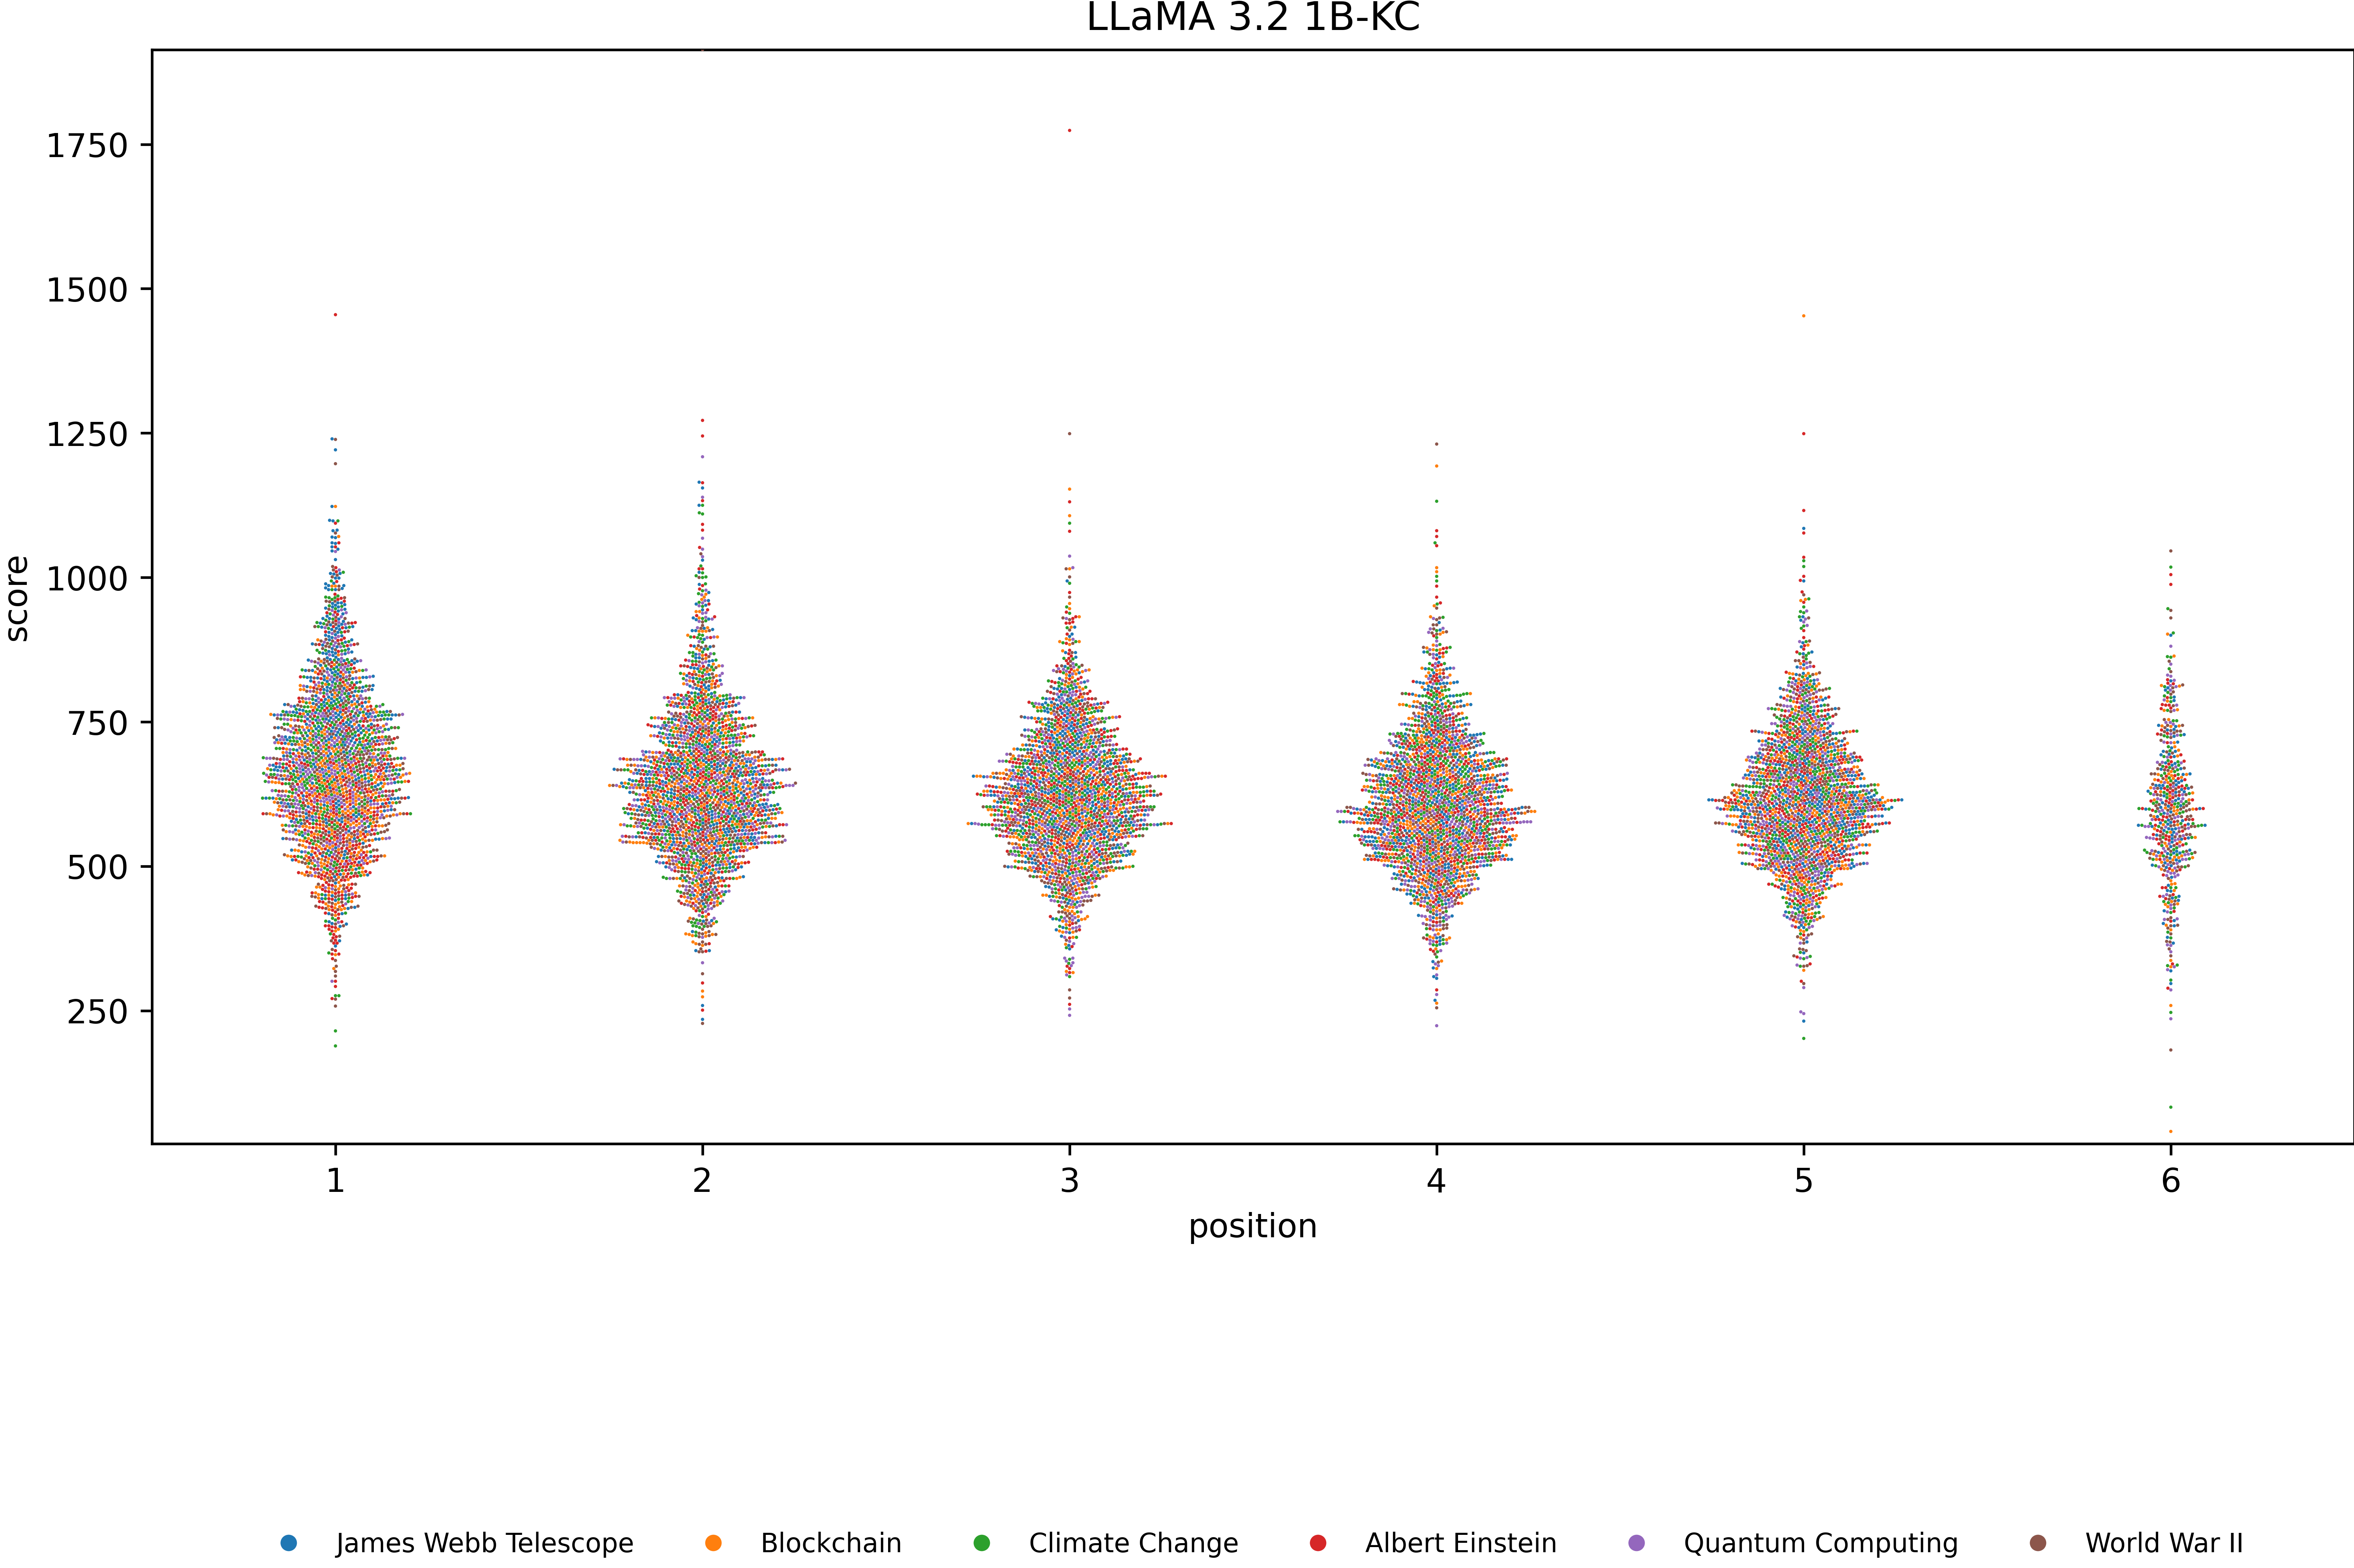 LLaMA 3.2 1B-KC
score
1750
1500
1250
1000
750
500
250
1 2 3 4 5 6
position
James Webb Telescope Blockchain Climate Change Albert Einstein Quantum Computing World War II